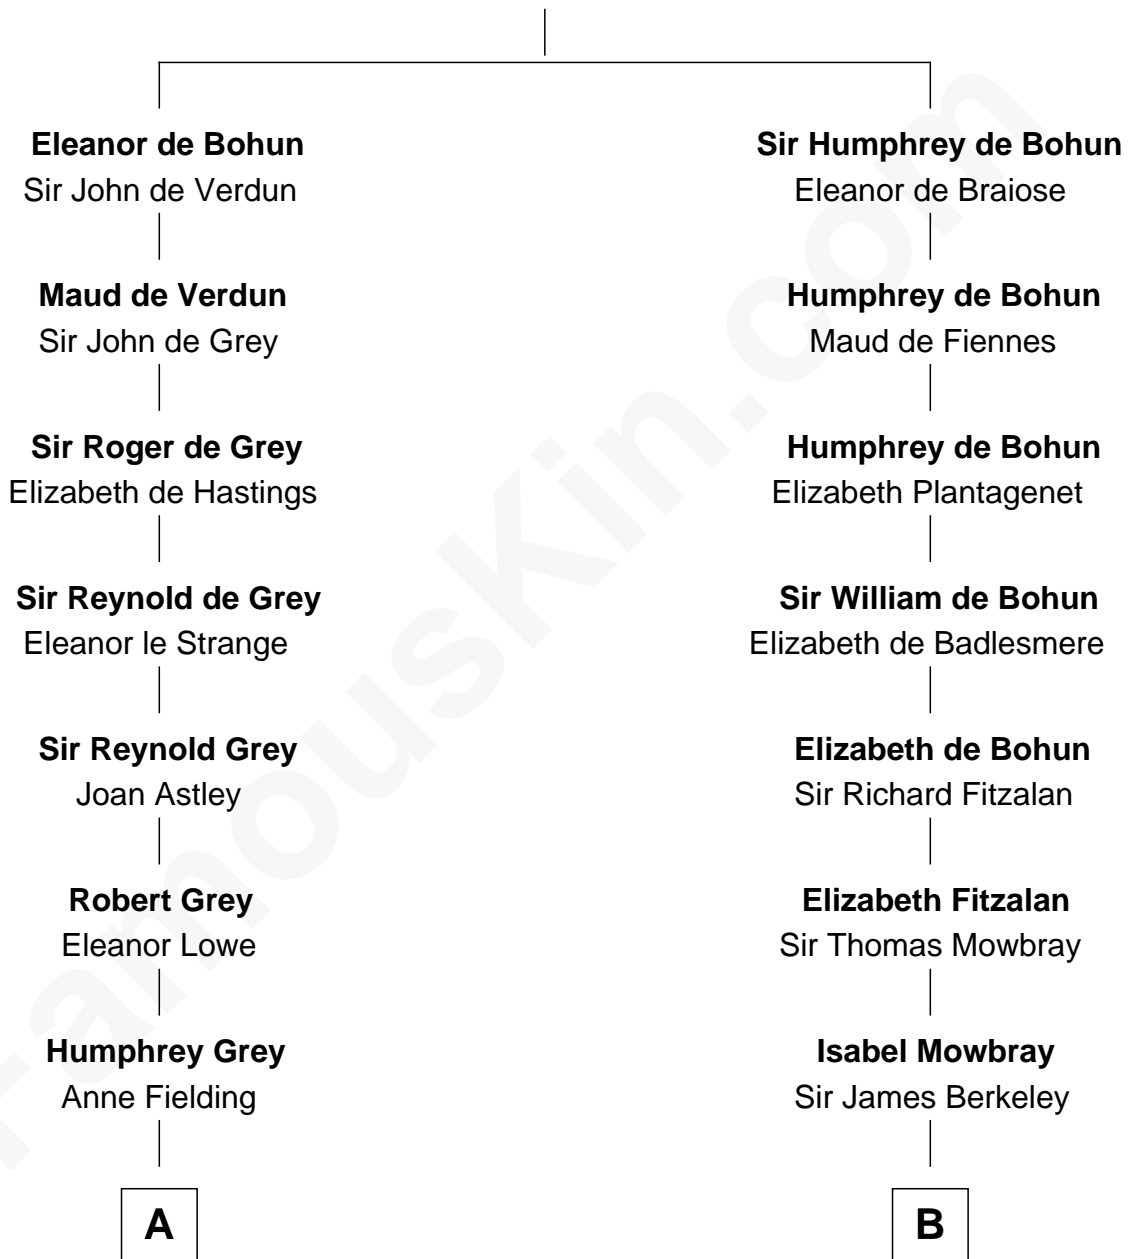 Eleanor de Bohun
Sir John de Verdun
Maud de Verdun
Sir John de Grey
Sir Roger de Grey
Elizabeth de Hastings
Sir Reynold de Grey
Eleanor le Strange
Sir Reynold Grey
Joan Astley
Robert Grey
Eleanor Lowe
Humphrey Grey
Anne Fielding
A
Sir Humphrey de Bohun
Eleanor de Braiose
Humphrey de Bohun
Maud de Fiennes
Humphrey de Bohun
Elizabeth Plantagenet
Sir William de Bohun
Elizabeth de Badlesmere
Elizabeth de Bohun
Sir Richard Fitzalan
Elizabeth Fitzalan
Sir Thomas Mowbray
Isabel Mowbray
Sir James Berkeley
B
FamousKin.com